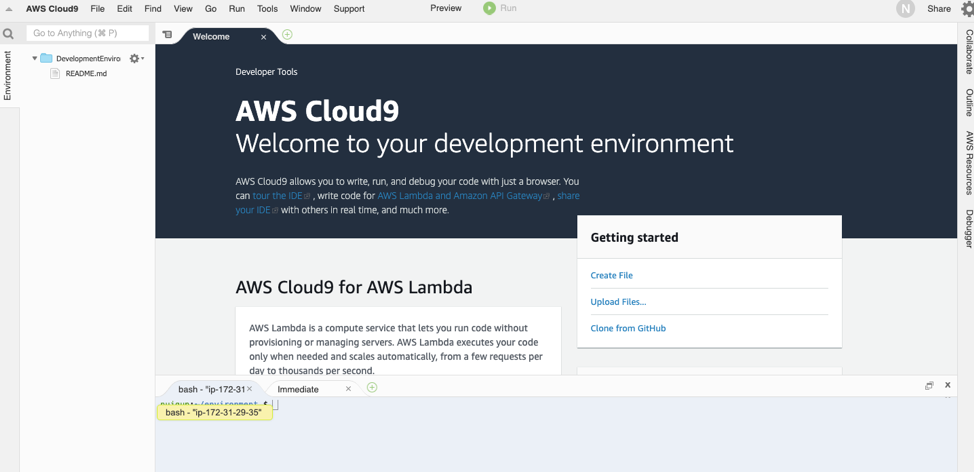 AWS Cloud9 File Edit Find View Go Run Tools Window Support Preview Run N Share
Go to Anything (⌘ P)
Welcome
Environment
DevelopmentEnviro
README.md
Developer Tools
AWS Cloud9
Welcome to your development environment
AWS Cloud9 allows you to write, run, and debug your code with just a browser. You
can tour the IDE , write code for AWS Lambda and Amazon API Gateway , share
your IDE with others in real time, and much more.
Getting started
Create File
Upload Files...
Clone from GitHub
AWS Cloud9 for AWS Lambda
AWS Lambda is a compute service that lets you run code without
provisioning or managing servers. AWS Lambda executes your code
only when needed and scales automatically, from a few requests per
day to thousands per second.
bash - "ip-172-31
Immediate
bash - "ip-172-31-29-35"
Collaborate
Outline
AWS Resources
Debugger